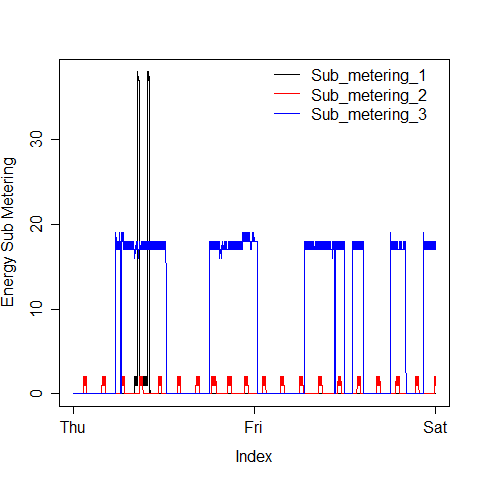 Sub_metering_1
Sub_metering_2
Sub_metering_3
Energy Sub Metering
30
20
10
0
Thu
Fri
Sat
Index